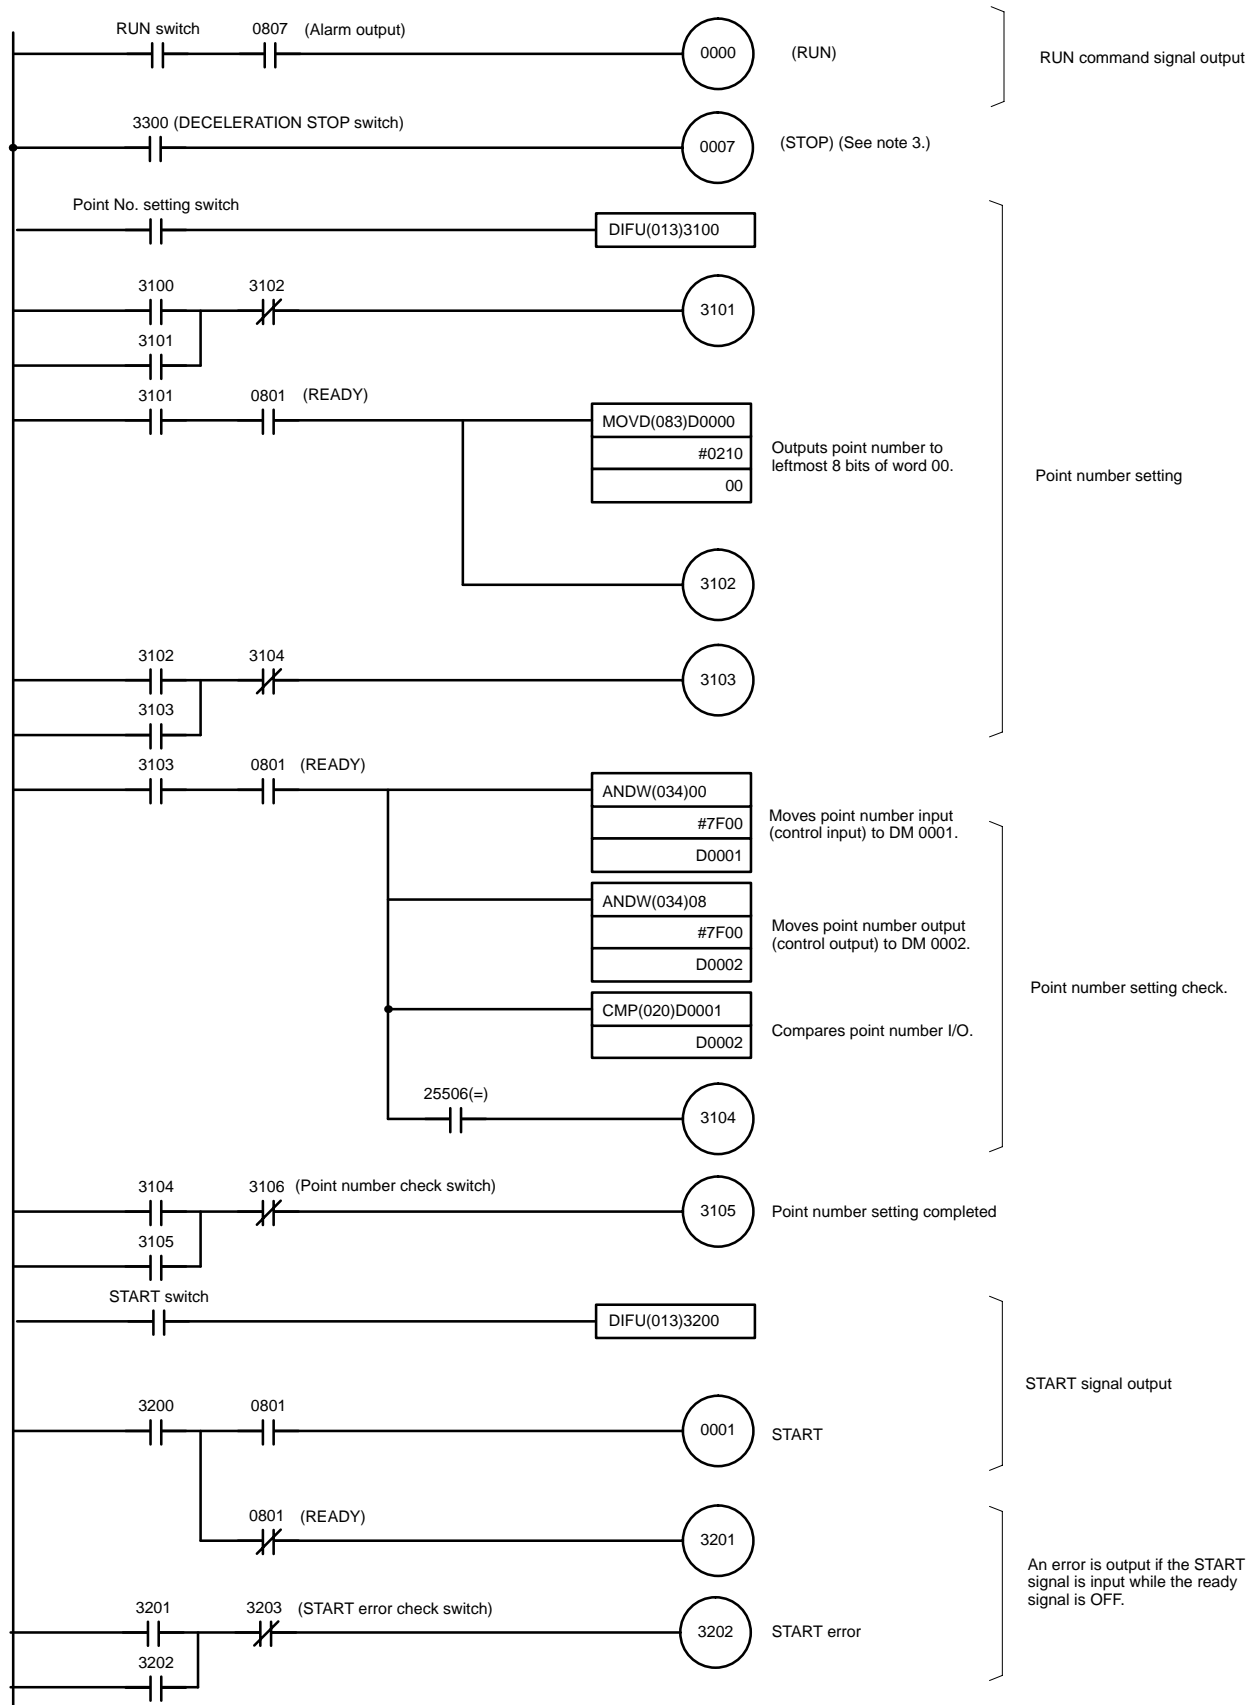 RUN switch 0807 (Alarm output)
0000 (RUN)
RUN command signal output
3300 (DECELERATION STOP switch)
0007 (STOP) (See note 3.)
Point No. setting switch
DIFU(013)3100
3100 3102
3101
3101
3101 0801 (READY)
MOVD(083)D0000
#0210
00
Outputs point number to
leftmost 8 bits of word 00.
Point number setting
3102
3102 3104
3103
3103
3103 0801 (READY)
ANDW(034)00
#7F00
D0001
Moves point number input
(control input) to DM 0001.
ANDW(034)08
#7F00
D0002
Moves point number output
(control output) to DM 0002.
Point number setting check.
CMP(020)D0001
D0002
Compares point number I/O.
25506(=)
3104
3104 3106 (Point number check switch)
3105 Point number setting completed
3105
START switch
DIFU(013)3200
START signal output
3200 0801
0001 START
0801 (READY)
3201
An error is output if the START
signal is input while the ready
signal is OFF.
3201 3203 (START error check switch)
3202 START error
3202